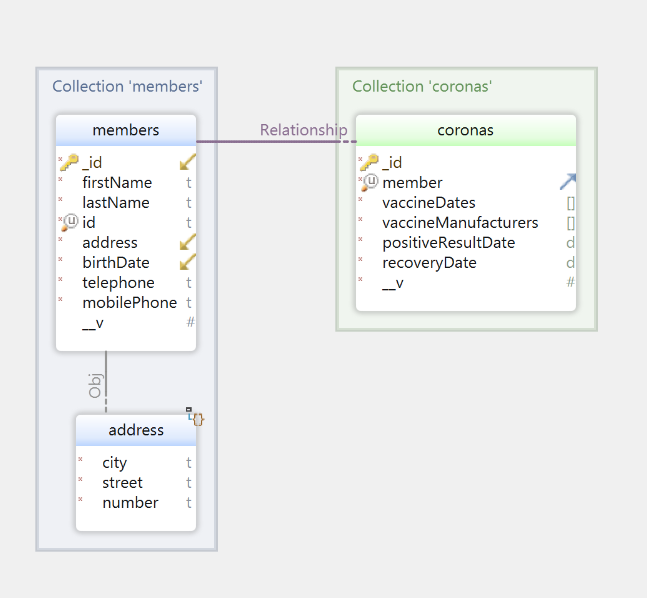 Collection 'members'
members
_id
firstName t
lastName t
id t
address
birthDate
telephone t
mobilePhone t
__v #
Obj
address
city t
street t
number t
Relationship
Collection 'coronas'
coronas
_id
member
vaccineDates []
vaccineManufacturers []
positiveResultDate d
recoveryDate d
__v #